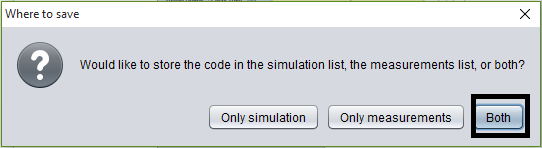 Where to save
Would like to store the code in the simulation list, the measurements list, or both?
Only simulation
Only measurements
Both